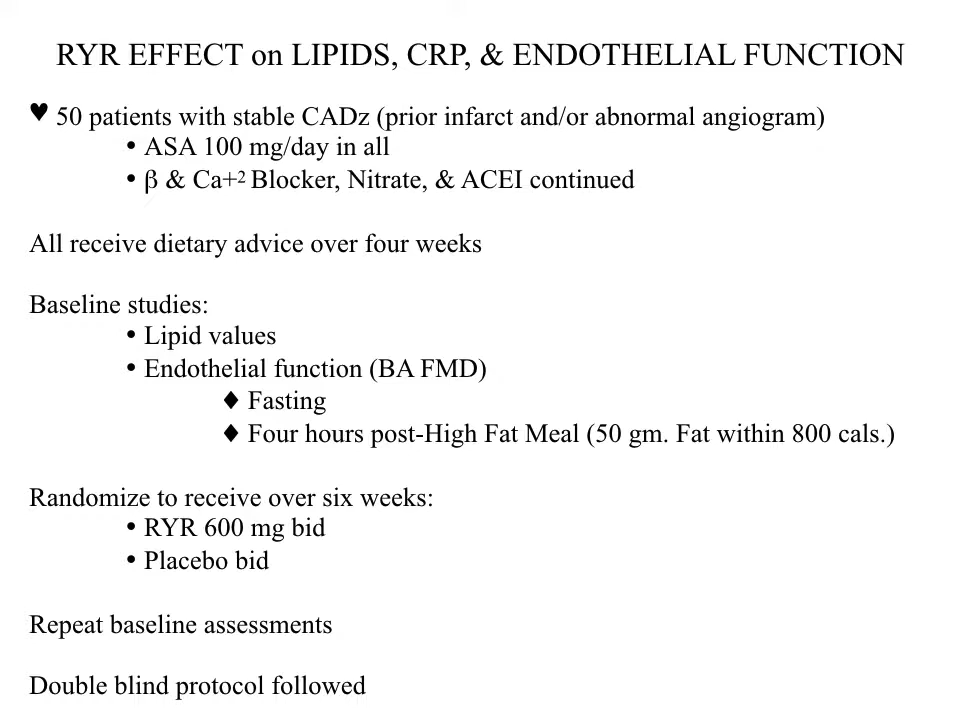 RYR EFFECT on LIPIDS, CRP, & ENDOTHELIAL FUNCTION
♥ 50 patients with stable CADz (prior infarct and/or abnormal angiogram)
• ASA 100 mg/day in all
• β & Ca+2 Blocker, Nitrate, & ACEI continued
All receive dietary advice over four weeks
Baseline studies:
• Lipid values
• Endothelial function (BA FMD)
♦ Fasting
♦ Four hours post-High Fat Meal (50 gm. Fat within 800 cals.)
Randomize to receive over six weeks:
• RYR 600 mg bid
• Placebo bid
Repeat baseline assessments
Double blind protocol followed